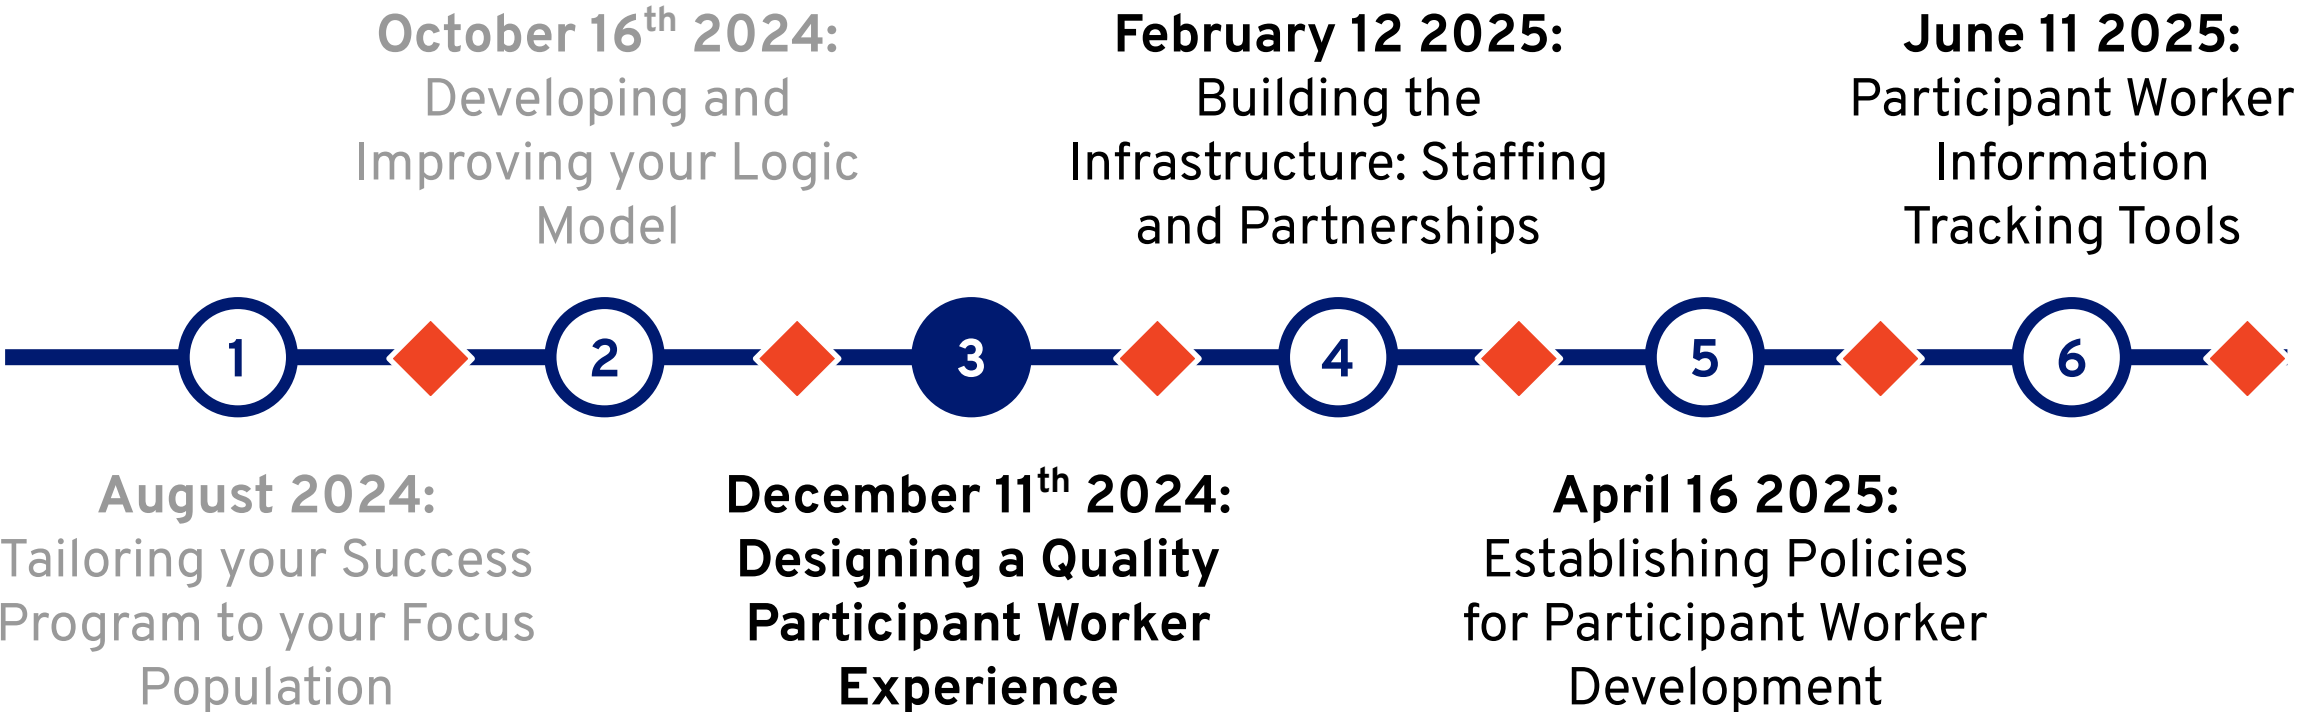 October 16th 2024:
Developing and
Improving your Logic
Model
February 12 2025:
Building the
Infrastructure: Staffing
and Partnerships
June 11 2025:
Participant Worker
Information
Tracking Tools
1
2
3
4
5
6
August 2024:
Tailoring your Success
Program to your Focus
Population
December 11th 2024:
Designing a Quality
Participant Worker
Experience
April 16 2025:
Establishing Policies
for Participant Worker
Development